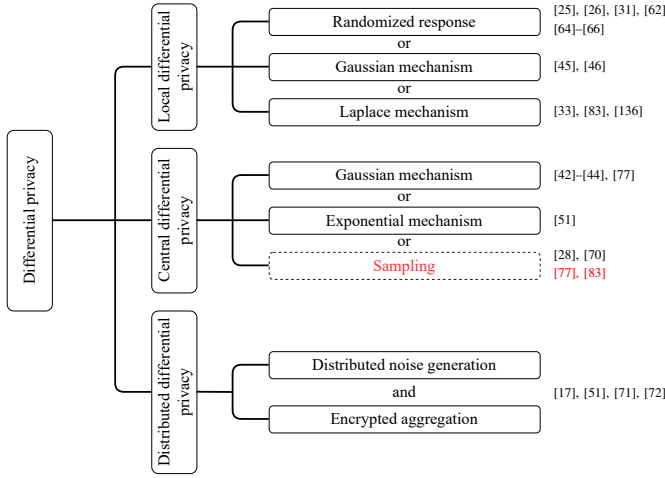 Differential privacy
Local differential
privacy
Randomized response
[25], [26], [31], [62]
[64]–[66]
or
Gaussian mechanism
[45], [46]
or
Laplace mechanism
[33], [83], [136]
Central differential
privacy
Gaussian mechanism
[42]–[44], [77]
or
Exponential mechanism
[51]
or
Sampling
[28], [70]
[77], [83]
Distributed differential
privacy
Distributed noise generation
and
[17], [51], [71], [72]
Encrypted aggregation